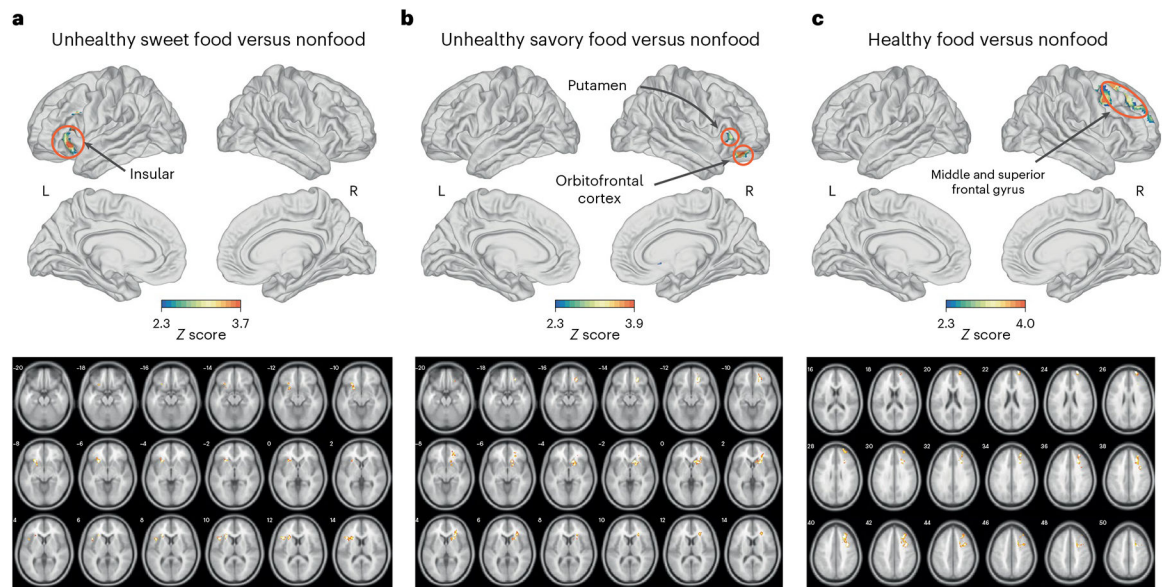 a
Unhealthy sweet food versus nonfood
Insular
L
R
2.3
3.7
Z score
-20
-18
-16
-14
-12
-10
-8
-6
-4
-2
0
2
4
6
8
10
12
14
b
Unhealthy savory food versus nonfood
Putamen
Orbitofrontal
cortex
L
R
2.3
3.9
Z score
-20
-18
-16
-14
-12
-10
-8
-6
-4
-2
0
2
4
6
8
10
12
14
c
Healthy food versus nonfood
Middle and superior
frontal gyrus
L
R
2.3
4.0
Z score
16
18
20
22
24
26
28
30
32
34
36
38
40
42
44
46
48
50